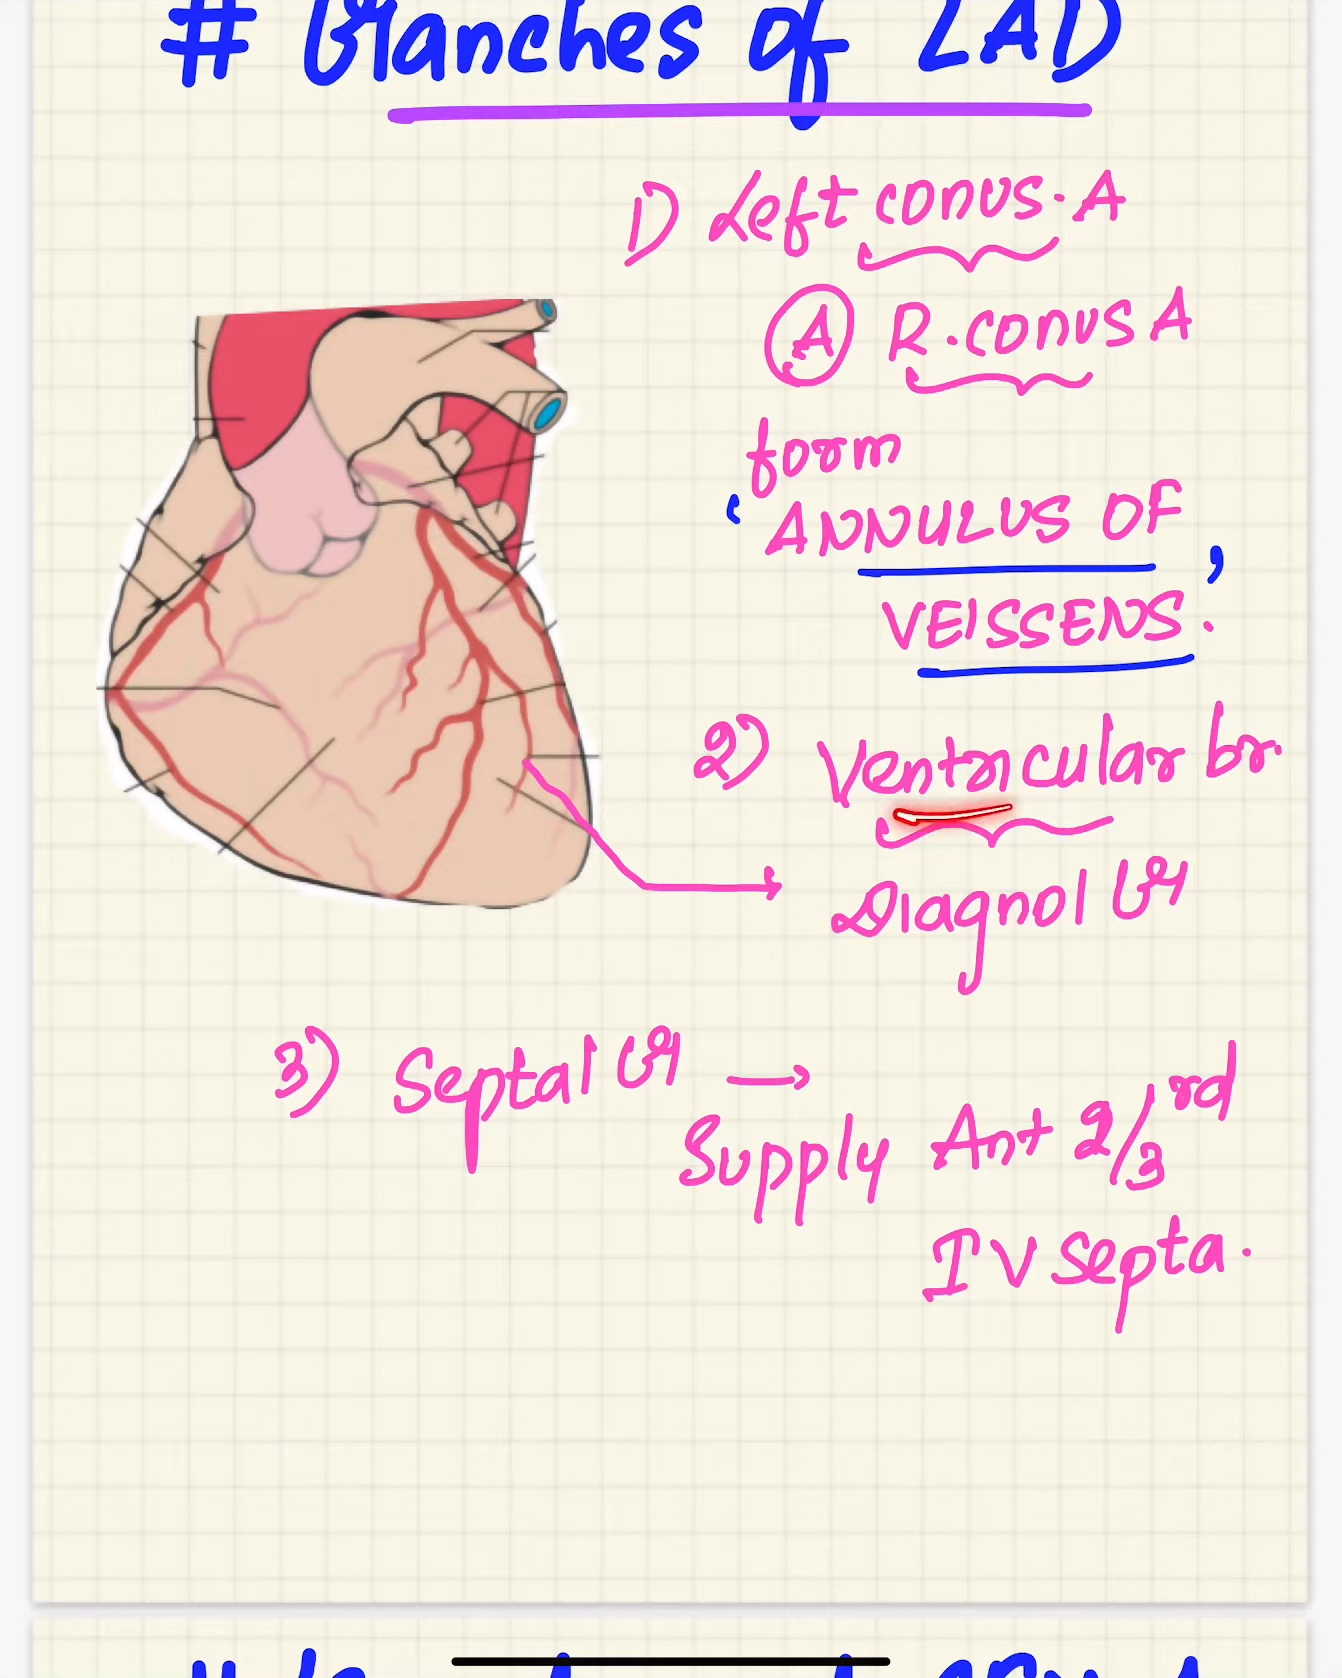 # Branches of LAD
1) Left conus. A
A R. conus A
form
' ANNULUS OF
VEISSENS.'
2) Ventricular br.
Diagnol br
3) Septal br →
Supply Ant 2/3rd
IV septa.